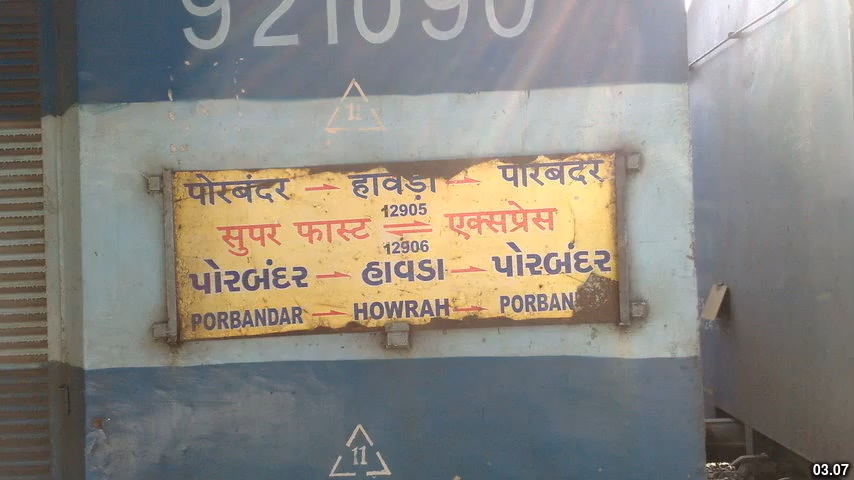 921090
11
पोरबंदर → हावड़ा → पोरबंदर
12905
सुपर फास्ट ⇌ एक्सप्रेस
12906
પોરબંદર → હાવડા → પોરબંદર
PORBANDAR → HOWRAH → PORBAN
11
03.07